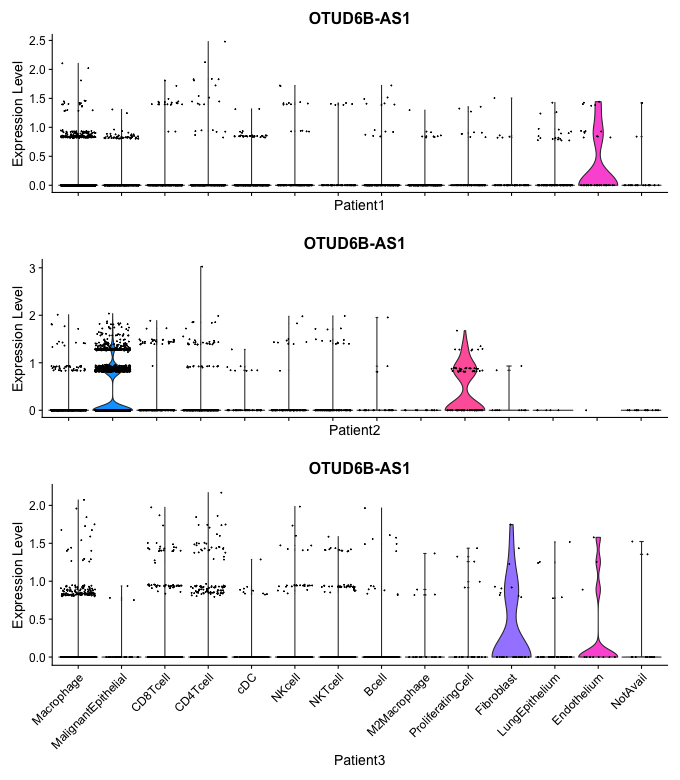 OTUD6B-AS1
Expression Level
2.5
2.0
1.5
1.0
0.5
0.0
Patient1
OTUD6B-AS1
Expression Level
3
2
1
0
Patient2
OTUD6B-AS1
Expression Level
2.0
1.5
1.0
0.5
0.0
Macrophage
MalignantEpithelial
CD8Tcell
CD4Tcell
cDC
NKcell
NKTcell
Bcell
M2Macrophage
ProliferatingCell
Fibroblast
LungEpithelium
Endothelium
NotAvail
Patient3